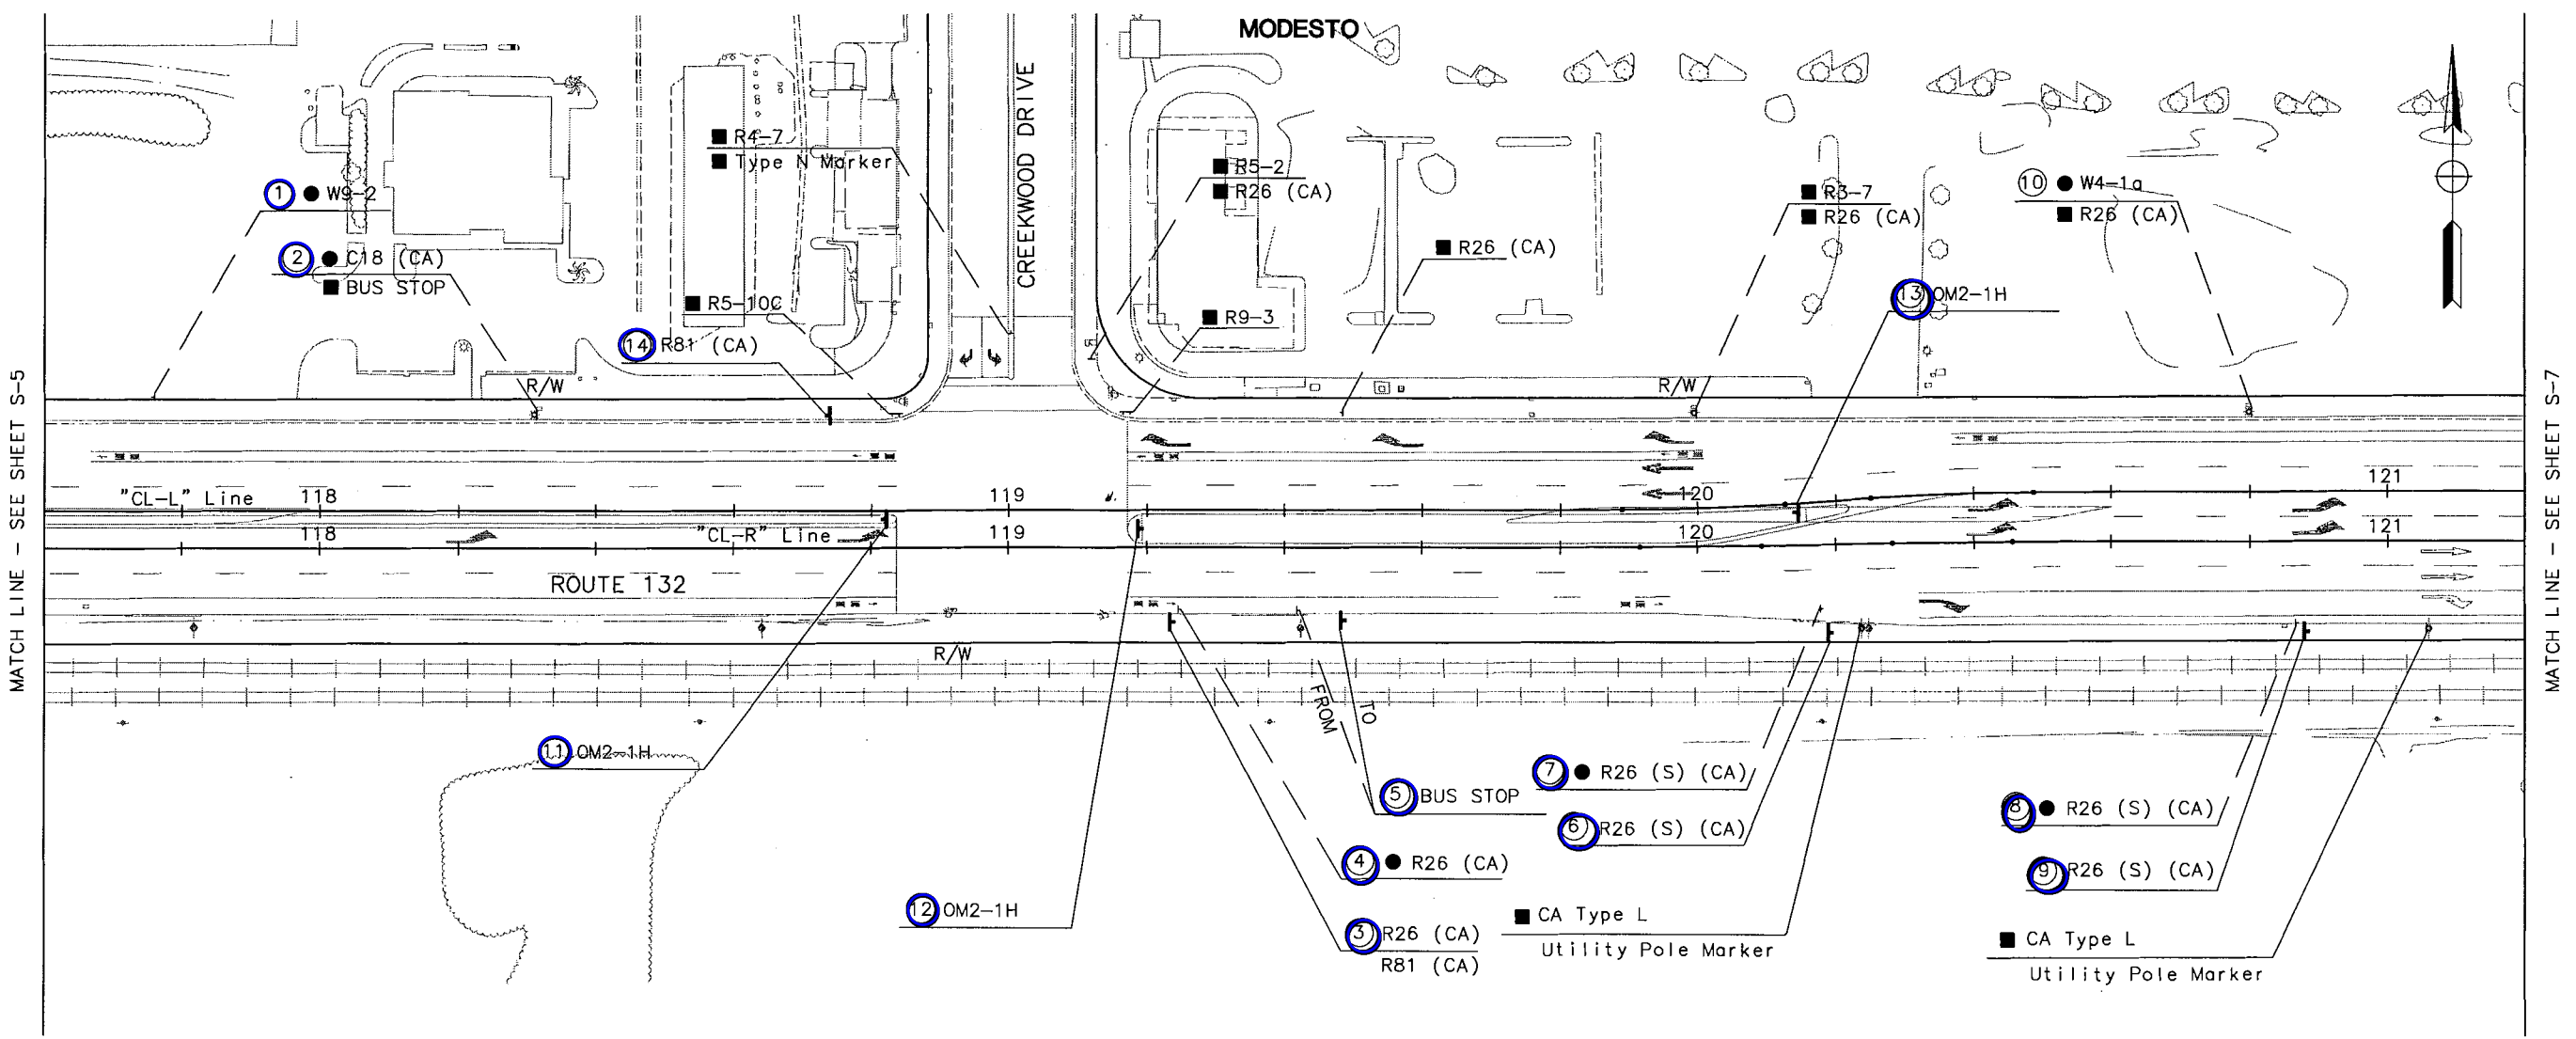 MODESTO
CREEKWOOD DRIVE
■ R4-7
■ Type N Marker
1 ● W9-2
2 ● C18 (CA)
■ BUS STOP
■ R5-10C
14 R81 (CA)
■ R5-2
■ R26 (CA)
■ R26 (CA)
■ R9-3
■ R3-7
■ R26 (CA)
10 ● W4-1a
■ R26 (CA)
13 OM2-1H
R/W
R/W
MATCH LINE - SEE SHEET S-5
MATCH LINE - SEE SHEET S-7
"CL-L" Line
118
119
120
121
118
"CL-R" Line
119
120
121
ROUTE 132
R/W
FROM
TO
11 OM2-1H
12 OM2-1H
5 BUS STOP
4 ● R26 (CA)
3 R26 (CA)
R81 (CA)
7 ● R26 (S) (CA)
6 R26 (S) (CA)
■ CA Type L
Utility Pole Marker
8 ● R26 (S) (CA)
9 R26 (S) (CA)
■ CA Type L
Utility Pole Marker